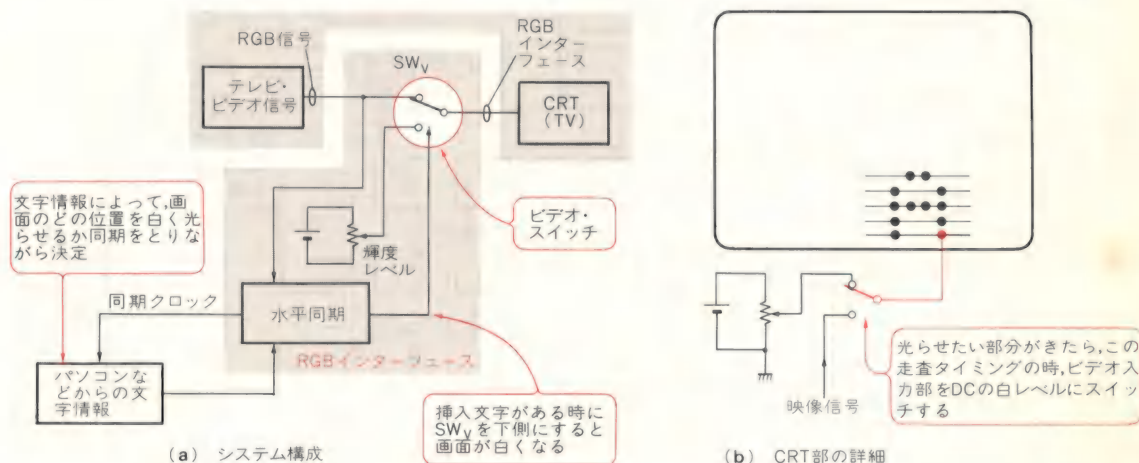 RGB信号
RGB
インター
フェース
SWV
テレビ・
ビデオ信号
CRT
(TV)
文字情報によって,画
面のどの位置を白く光
らせるか同期をとりな
がら決定
ビデオ・
スイッチ
輝度
レベル
同期クロック
水平同期
RGBインターフェース
パソコンな
どからの文
字情報
挿入文字がある時に
SWVを下側にすると
画面が白くなる
(a) システム構成
光らせたい部分がきたら,この
走査タイミングの時,ビデオ入
力部をDCの白レベルにスイッ
チする
映像信号
(b) CRT部の詳細